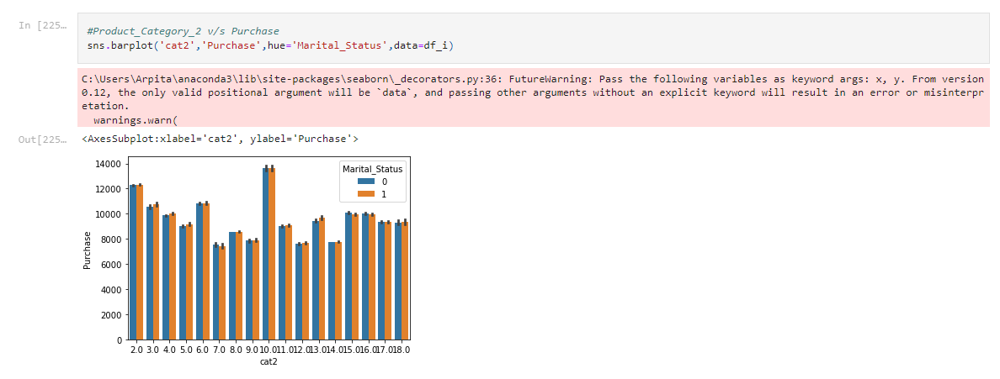 In [225…
#Product_Category_2 v/s Purchase
sns.barplot('cat2','Purchase',hue='Marital_Status',data=df_i)
C:\Users\Arpita\anaconda3\lib\site-packages\seaborn\_decorators.py:36: FutureWarning: Pass the following variables as keyword args: x, y. From version
0.12, the only valid positional argument will be `data`, and passing other arguments without an explicit keyword will result in an error or misinterpr
etation.
warnings.warn(
Out[225…
<AxesSubplot:xlabel='cat2', ylabel='Purchase'>
14000
12000
10000
8000
6000
4000
2000
0
Purchase
Marital_Status
0
1
2.0 3.0 4.0 5.0 6.0 7.0 8.0 9.0 10.0 11.0 12.0 13.0 14.0 15.0 16.0 17.0 18.0
cat2